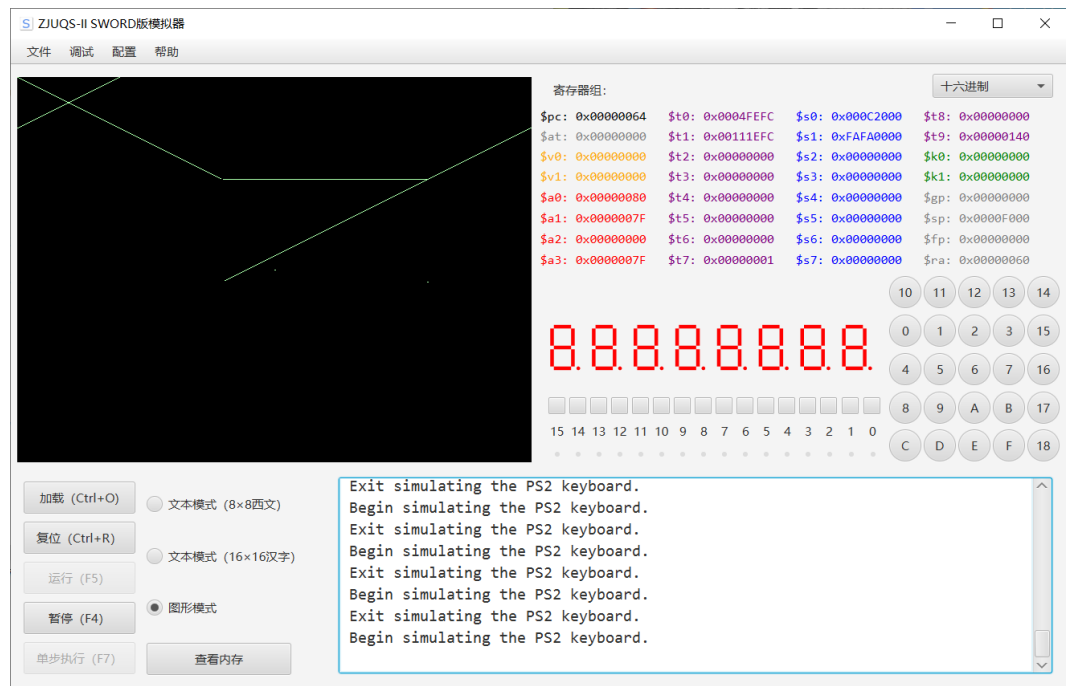 S ZJUQS-II SWORD版模拟器
文件 调试 配置 帮助
寄存器组: 十六进制
$pc: 0x00000064 $t0: 0x0004FEFC $s0: 0x000C2000 $t8: 0x00000000
$at: 0x00000000 $t1: 0x00111EFC $s1: 0xFAFA0000 $t9: 0x00000140
$v0: 0x00000000 $t2: 0x00000000 $s2: 0x00000000 $k0: 0x00000000
$v1: 0x00000000 $t3: 0x00000000 $s3: 0x00000000 $k1: 0x00000000
$a0: 0x00000080 $t4: 0x00000000 $s4: 0x00000000 $gp: 0x00000000
$a1: 0x0000007F $t5: 0x00000000 $s5: 0x00000000 $sp: 0x0000F000
$a2: 0x00000000 $t6: 0x00000000 $s6: 0x00000000 $fp: 0x00000000
$a3: 0x0000007F $t7: 0x00000001 $s7: 0x00000000 $ra: 0x00000060
10 11 12 13 14
0 1 2 3 15
8.8.8.8.8.8.8.8.
4 5 6 7 16
8 9 A B 17
15 14 13 12 11 10 9 8 7 6 5 4 3 2 1 0
C D E F 18
加载 (Ctrl+O)
复位 (Ctrl+R)
运行 (F5)
暂停 (F4)
单步执行 (F7)
文本模式 (8×8西文)
文本模式 (16×16汉字)
图形模式
查看内存
Exit simulating the PS2 keyboard.
Begin simulating the PS2 keyboard.
Exit simulating the PS2 keyboard.
Begin simulating the PS2 keyboard.
Exit simulating the PS2 keyboard.
Begin simulating the PS2 keyboard.
Exit simulating the PS2 keyboard.
Begin simulating the PS2 keyboard.